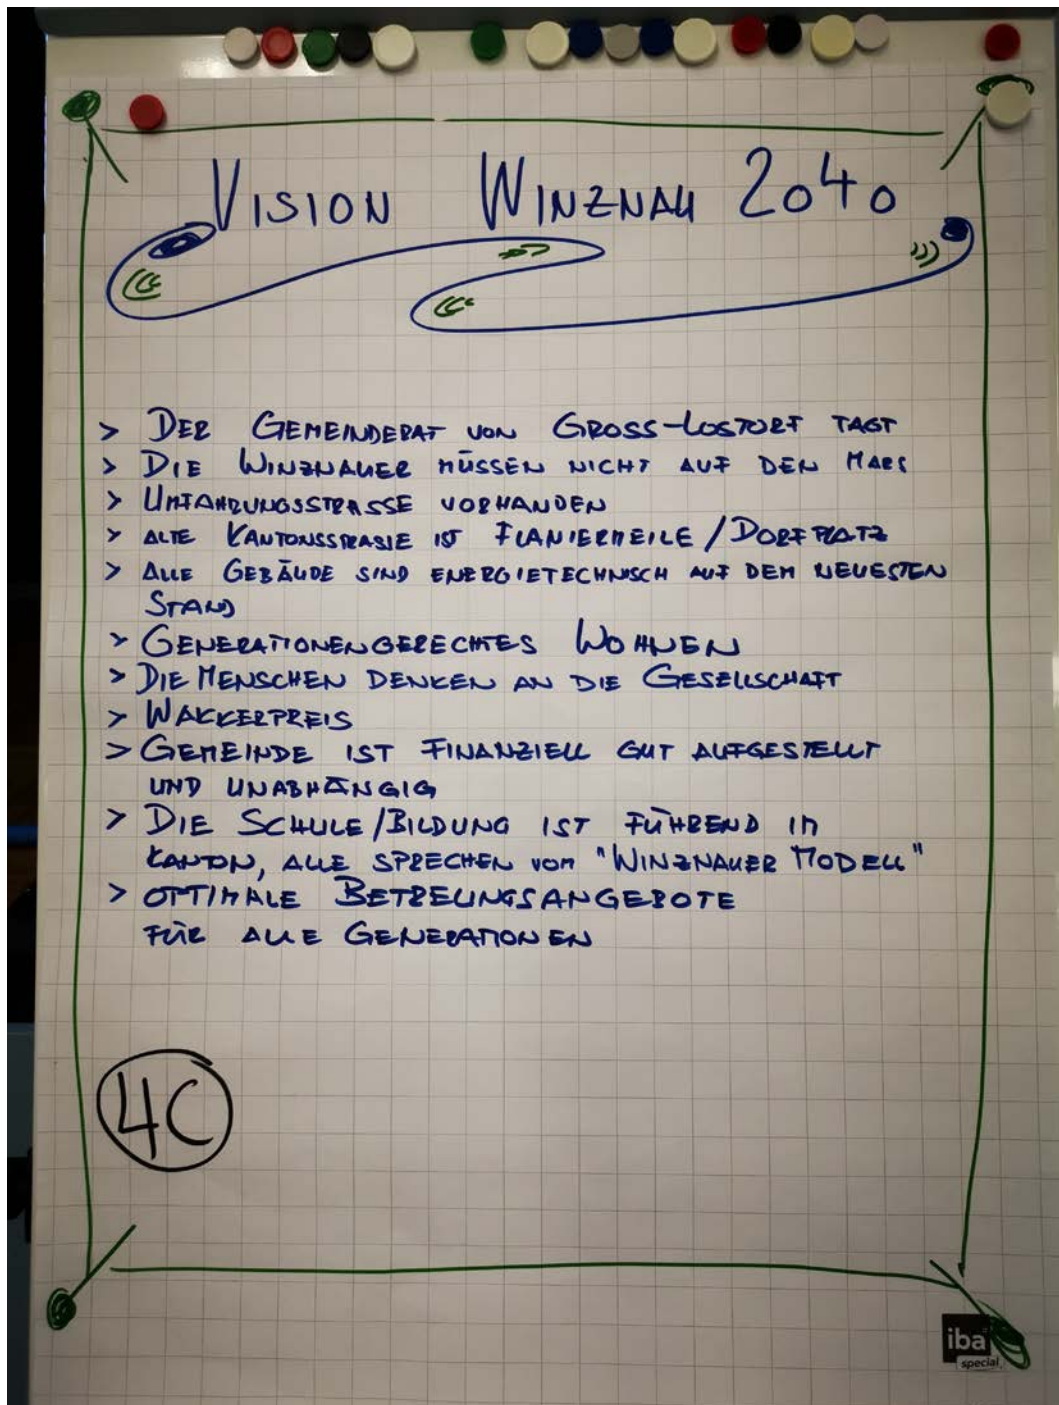 VISION WINZNAU 2040
> DER GEMEINDERAT VON GROSS-LOSTORF TAGT
> DIE WINZNAUER MÜSSEN NICHT AUF DEN MARS
> UMFAHRUNGSSTRASSE VORHANDEN
> ALTE KANTONSSTRASSE IST FLANIERMEILE/DORFPLATZ
> ALLE GEBÄUDE SIND ENERGIETECHNISCH AUF DEM NEUESTEN
STAND
> GENERATIONENGERECHTES WOHNEN
> DIE MENSCHEN DENKEN AN DIE GESELLSCHAFT
> WAKKERPREIS
> GEMEINDE IST FINANZIELL GUT AUFGESTELLT
UND UNABHÄNGIG
> DIE SCHULE/BILDUNG IST FÜHREND IM
KANTON, ALLE SPRECHEN VOM "WINZNAUER MODELL"
> OPTIMALE BETREUUNGSANGEBOTE
FÜR ALLE GENERATIONEN
4C
iba
special